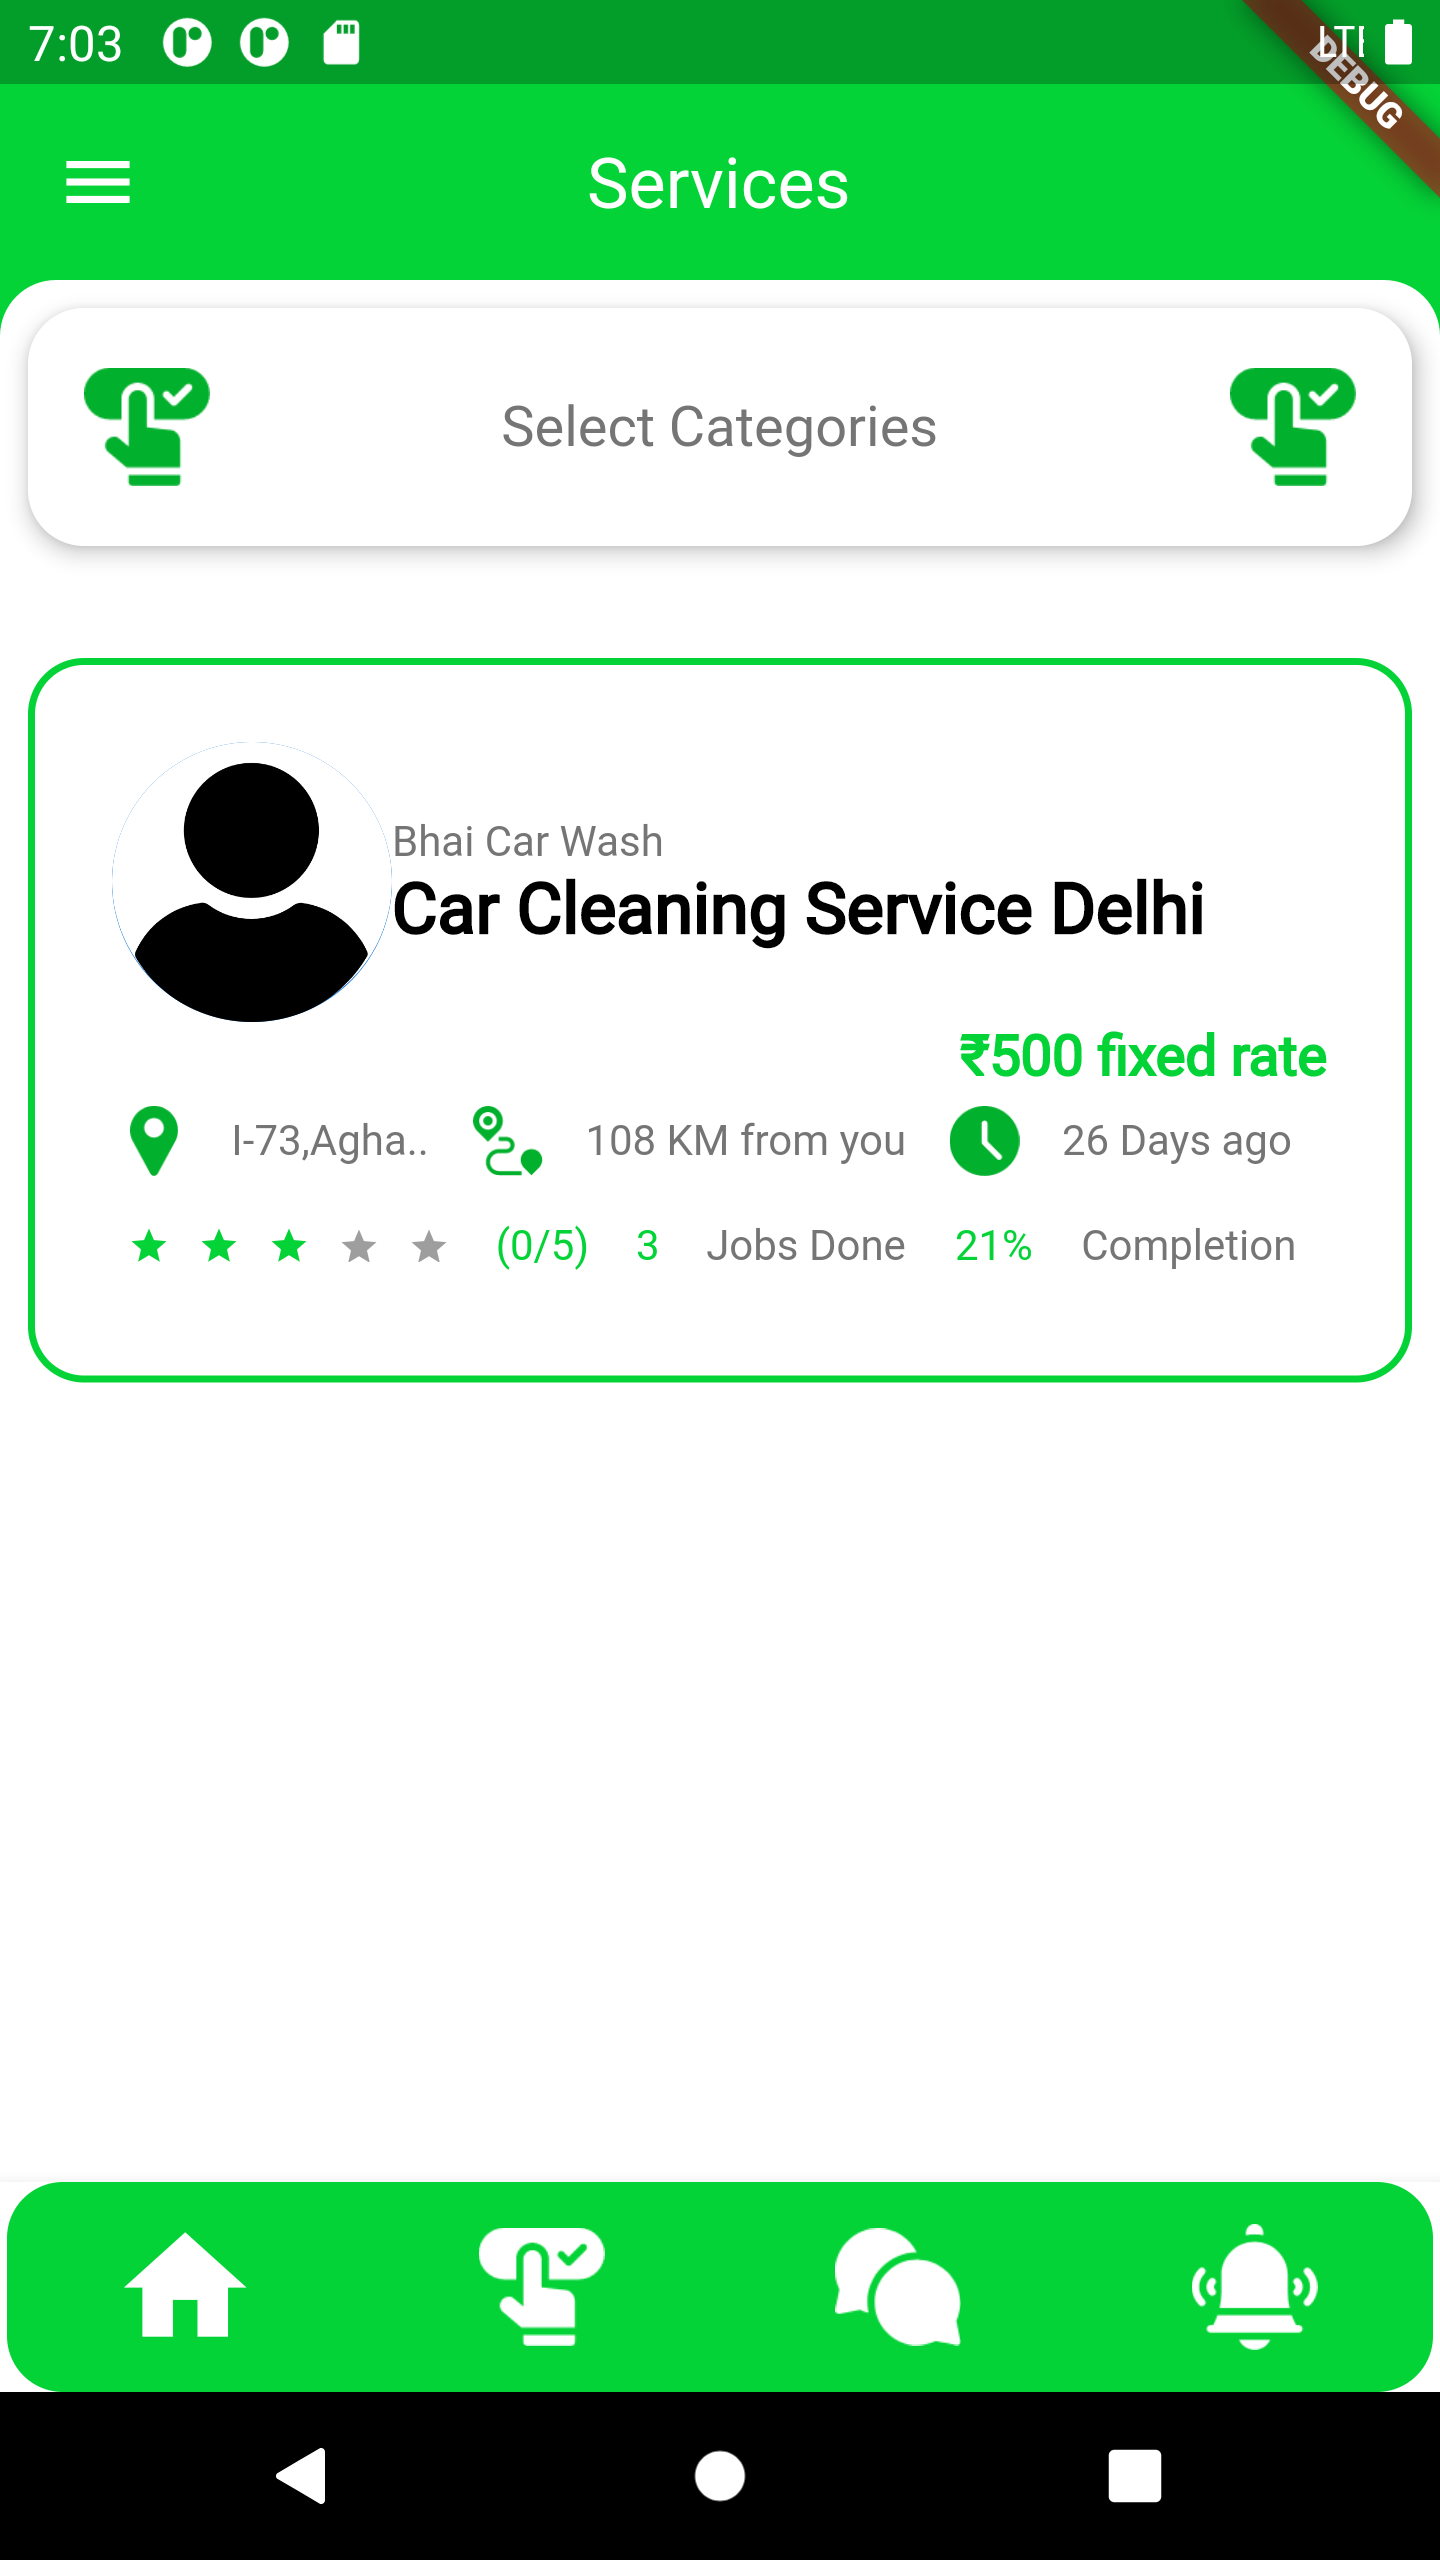 7:03
LTE
DEBUG
Services
Select Categories
Bhai Car Wash
Car Cleaning Service Delhi
₹500 fixed rate
I-73,Agha.. 108 KM from you 26 Days ago
(0/5) 3 Jobs Done 21% Completion